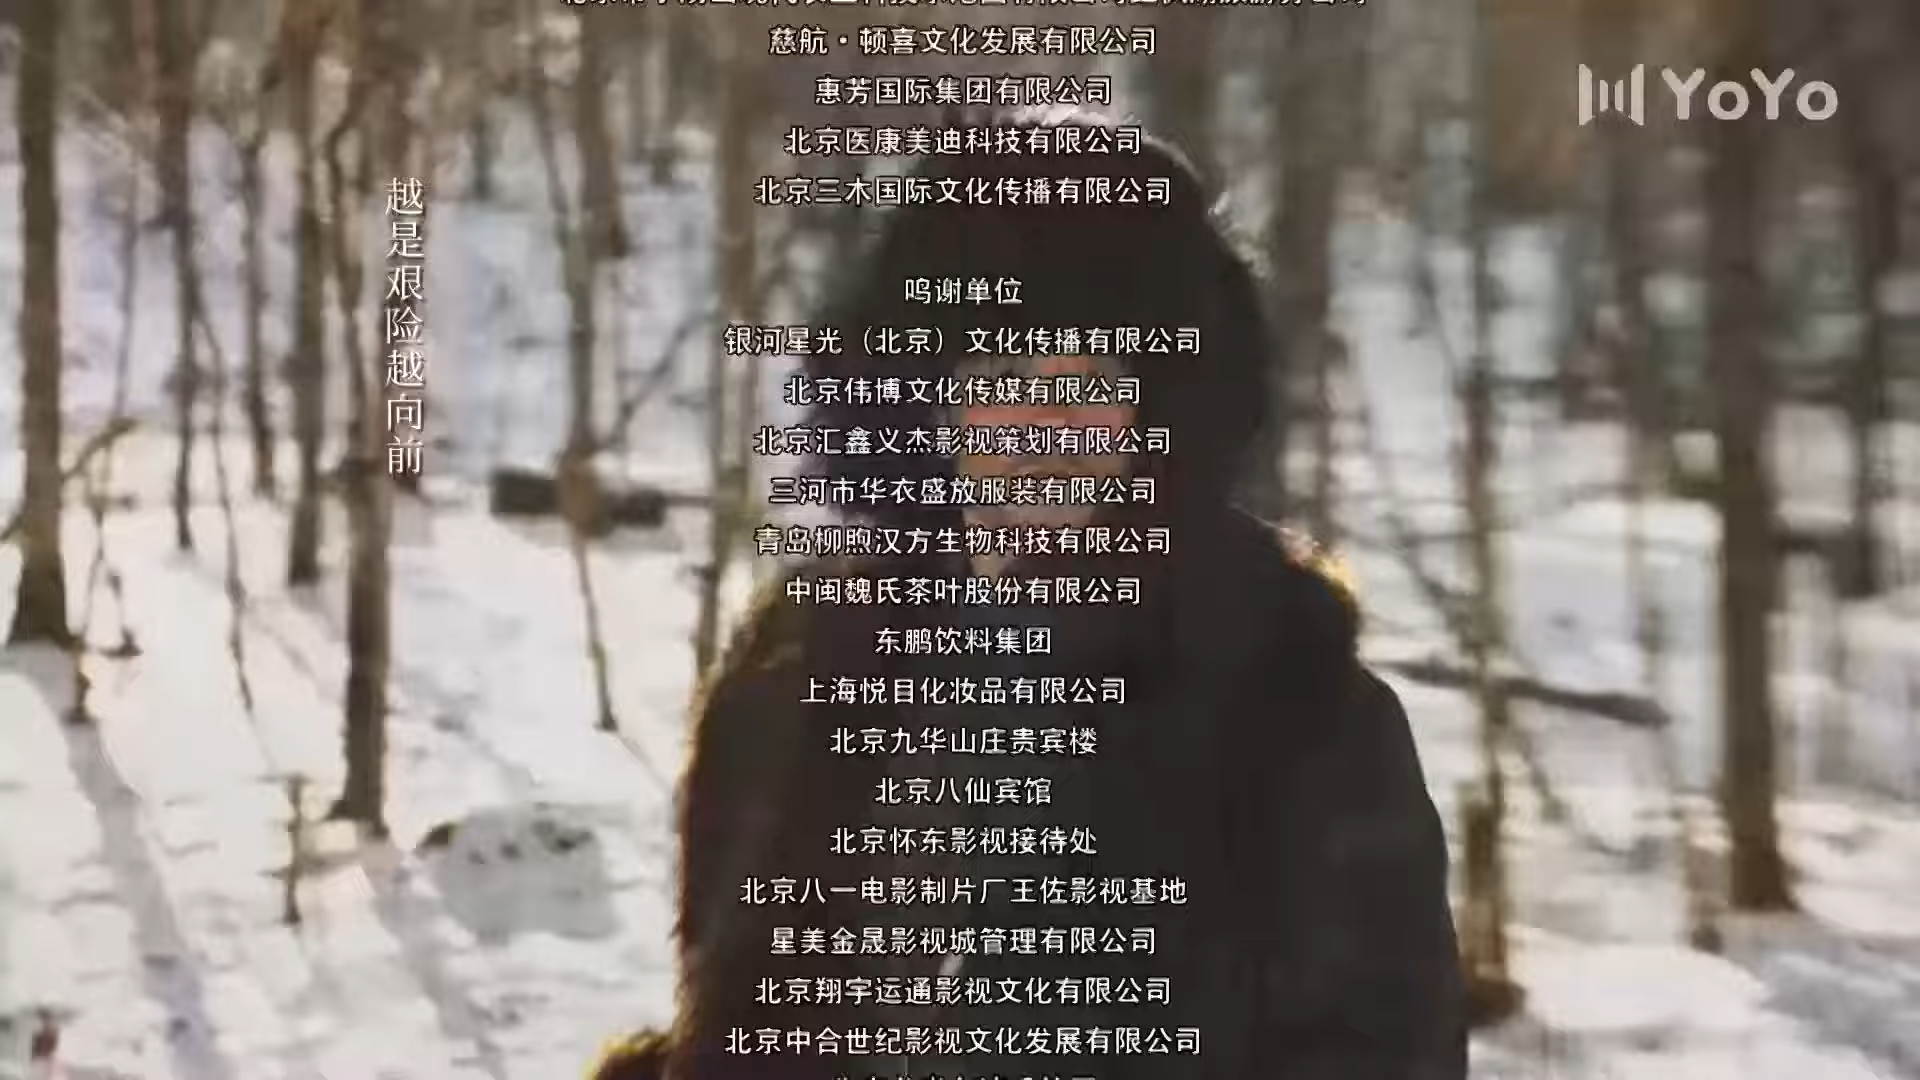 慈航·顿喜文化发展有限公司
惠芳国际集团有限公司
北京医康美迪科技有限公司
北京三木国际文化传播有限公司
鸣谢单位
银河星光（北京）文化传播有限公司
北京伟博文化传媒有限公司
北京汇鑫义杰影视策划有限公司
三河市华衣盛放服装有限公司
青岛柳煦汉方生物科技有限公司
中闽魏氏茶叶股份有限公司
东鹏饮料集团
上海悦目化妆品有限公司
北京九华山庄贵宾楼
北京八仙宾馆
北京怀东影视接待处
北京八一电影制片厂王佐影视基地
星美金晟影视城管理有限公司
北京翔宇运通影视文化有限公司
北京中合世纪影视文化发展有限公司
越是艰险越向前
YoYo